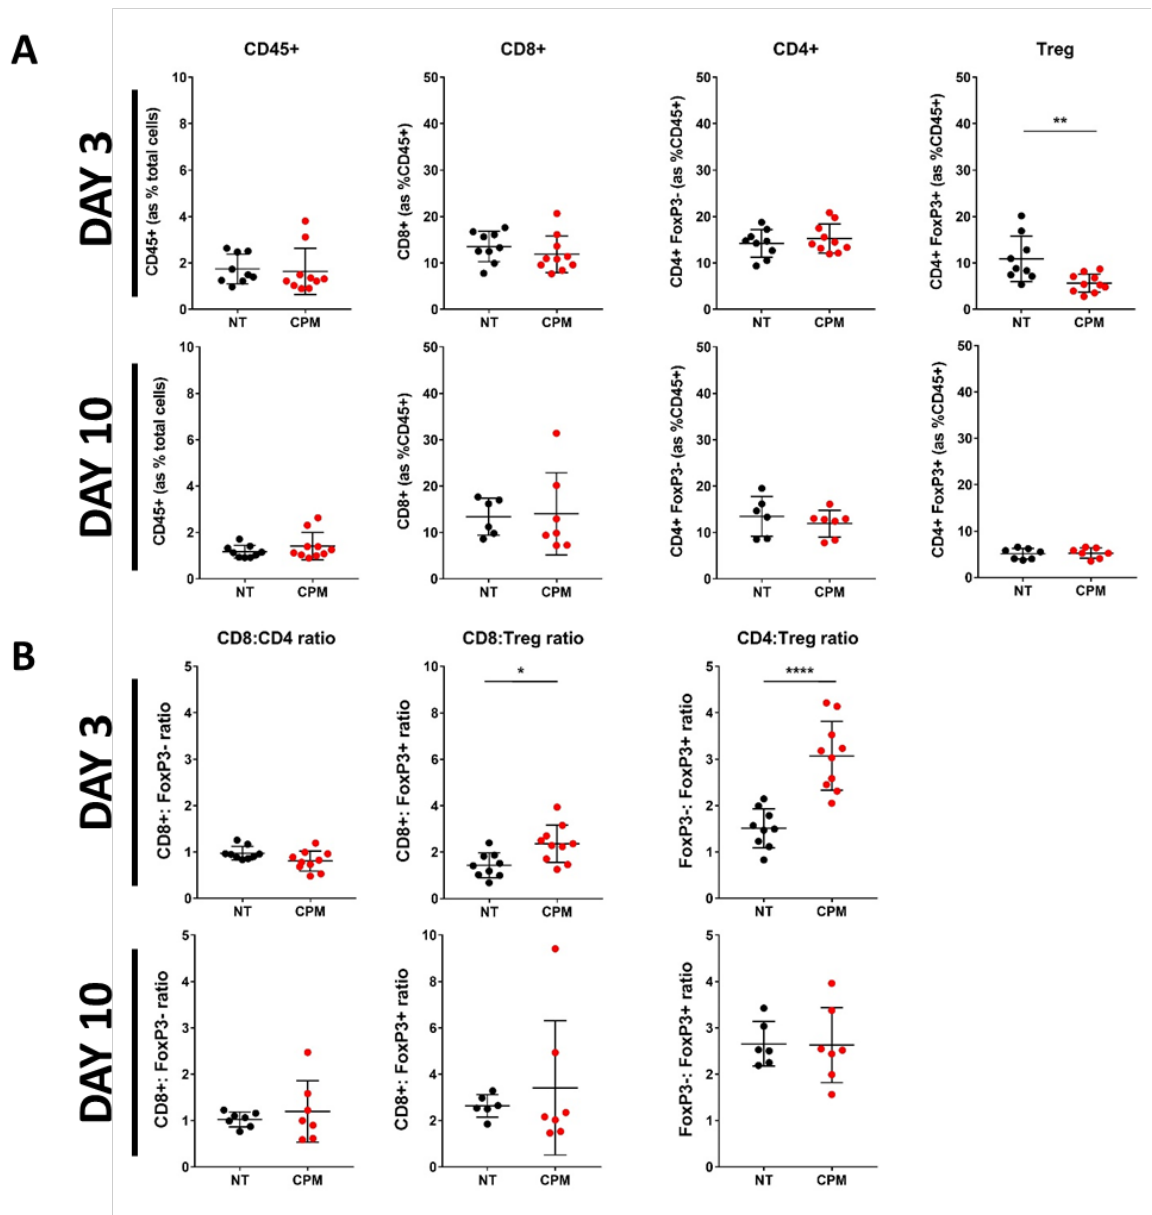 A
DAY 3
CD45+
CD45+ (as % total cells)
10
8
6
4
2
0
NT CPM
CD8+
CD8+ (as %CD45+)
50
40
30
20
10
0
NT CPM
CD4+
CD4+ FoxP3- (as %CD45+)
50
40
30
20
10
0
NT CPM
Treg
CD4+ FoxP3+ (as %CD45+)
50
40
30
20
10
0
**
NT CPM
DAY 10
CD45+ (as % total cells)
10
8
6
4
2
0
NT CPM
CD8+ (as %CD45+)
50
40
30
20
10
0
NT CPM
CD4+ FoxP3- (as %CD45+)
50
40
30
20
10
0
NT CPM
CD4+ FoxP3+ (as %CD45+)
50
40
30
20
10
0
NT CPM
B
DAY 3
CD8:CD4 ratio
CD8+: FoxP3- ratio
5
4
3
2
1
0
NT CPM
CD8:Treg ratio
CD8+: FoxP3+ ratio
10
8
6
4
2
0
*
NT CPM
CD4:Treg ratio
FoxP3-: FoxP3+ ratio
5
4
3
2
1
0
****
NT CPM
DAY 10
CD8+: FoxP3- ratio
5
4
3
2
1
0
NT CPM
CD8+: FoxP3+ ratio
10
8
6
4
2
0
NT CPM
FoxP3-: FoxP3+ ratio
5
4
3
2
1
0
NT CPM